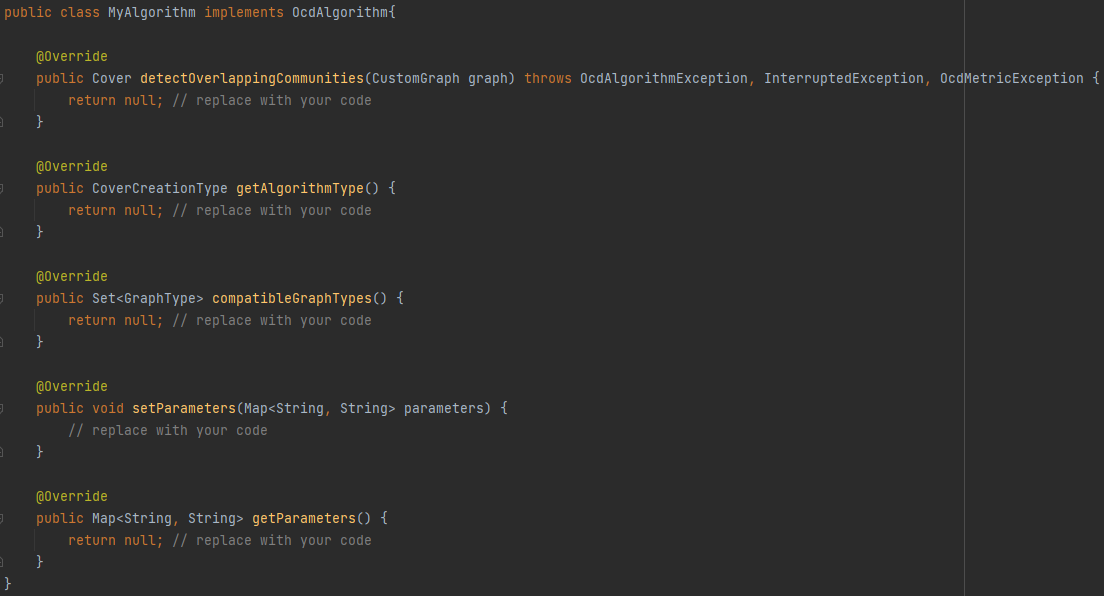 public class MyAlgorithm implements OcdAlgorithm{
@Override
public Cover detectOverlappingCommunities(CustomGraph graph) throws OcdAlgorithmException, InterruptedException, OcdMetricException {
return null; // replace with your code
}
@Override
public CoverCreationType getAlgorithmType() {
return null; // replace with your code
}
@Override
public Set<GraphType> compatibleGraphTypes() {
return null; // replace with your code
}
@Override
public void setParameters(Map<String, String> parameters) {
// replace with your code
}
@Override
public Map<String, String> getParameters() {
return null; // replace with your code
}
}